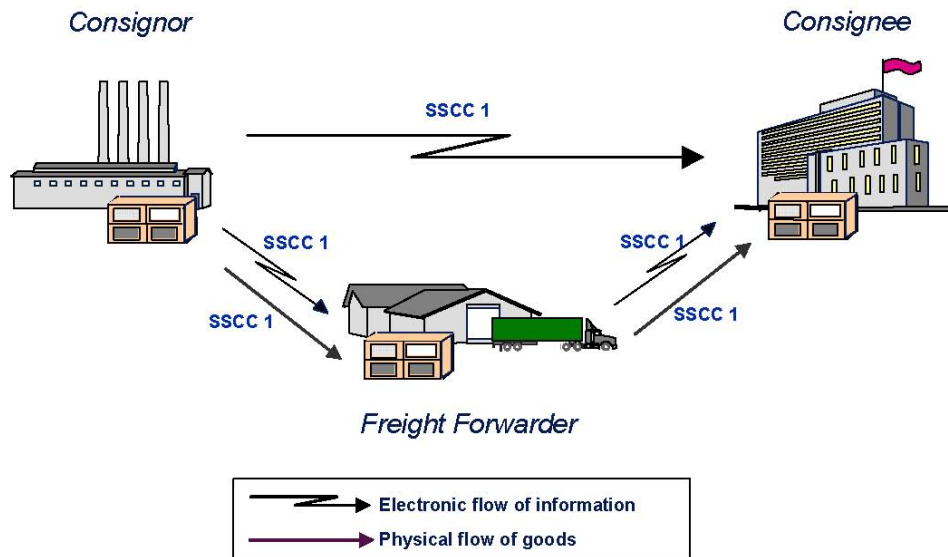 Consignor
Consignee
SSCC 1
SSCC 1
SSCC 1
SSCC 1
SSCC 1
Freight Forwarder
Electronic flow of information
Physical flow of goods